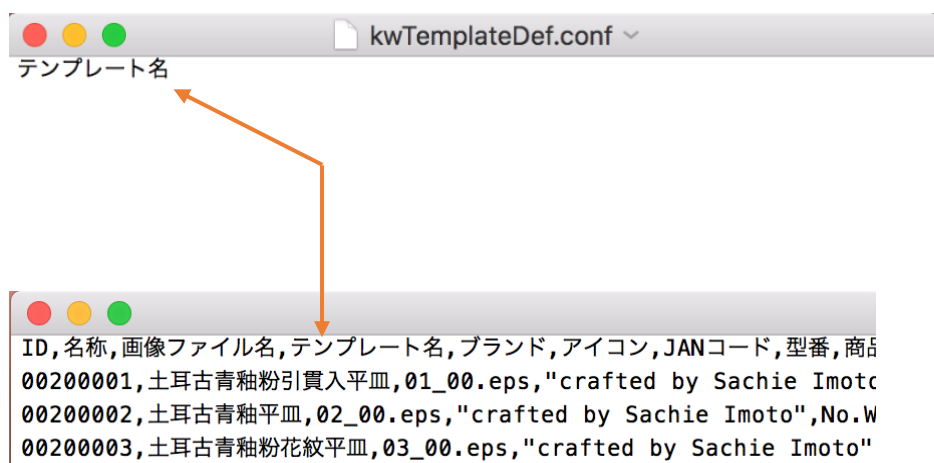 kwTemplateDef.conf
テンプレート名
ID,名称,画像ファイル名,テンプレート名,ブランド,アイコン,JANコード,型番,商品
00200001,土耳古青釉粉引貫入平皿,01_00.eps,"crafted by Sachie Imoto
00200002,土耳古青釉平皿,02_00.eps,"crafted by Sachie Imoto",No.W
00200003,土耳古青釉粉花紋平皿,03_00.eps,"crafted by Sachie Imoto"